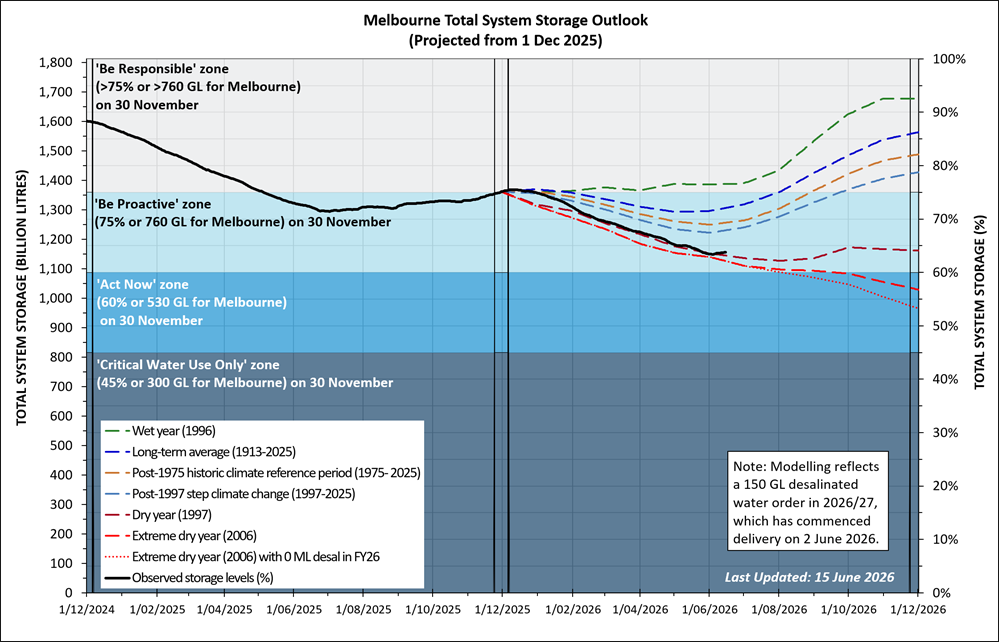 Melbourne Total System Storage Outlook
(Projected from 1 Dec 2025)
TOTAL SYSTEM STORAGE (BILLION LITRES)
1,800
1,700
1,600
1,500
1,400
1,300
1,200
1,100
1,000
900
800
700
600
500
400
300
200
100
0
'Be Responsible' zone
(>75% or >760 GL for Melbourne)
on 30 November
'Be Proactive' zone
(75% or 760 GL for Melbourne) on 30 November
'Act Now' zone
(60% or 530 GL for Melbourne)
on 30 November
'Critical Water Use Only' zone
(45% or 300 GL for Melbourne) on 30 November
Wet year (1996)
Long-term average (1913-2025)
Post-1975 historic climate reference period (1975- 2025)
Post-1997 step climate change (1997-2025)
Dry year (1997)
Extreme dry year (2006)
Extreme dry year (2006) with 0 ML desal in FY26
Observed storage levels (%)
Note: Modelling reflects
a 150 GL desalinated
water order in 2026/27,
which has commenced
delivery on 2 June 2026.
Last Updated: 15 June 2026
100%
90%
80%
70%
60%
50%
40%
30%
20%
10%
0%
TOTAL SYSTEM STORAGE (%)
1/12/2024 1/02/2025 1/04/2025 1/06/2025 1/08/2025 1/10/2025 1/12/2025 1/02/2026 1/04/2026 1/06/2026 1/08/2026 1/10/2026 1/12/2026